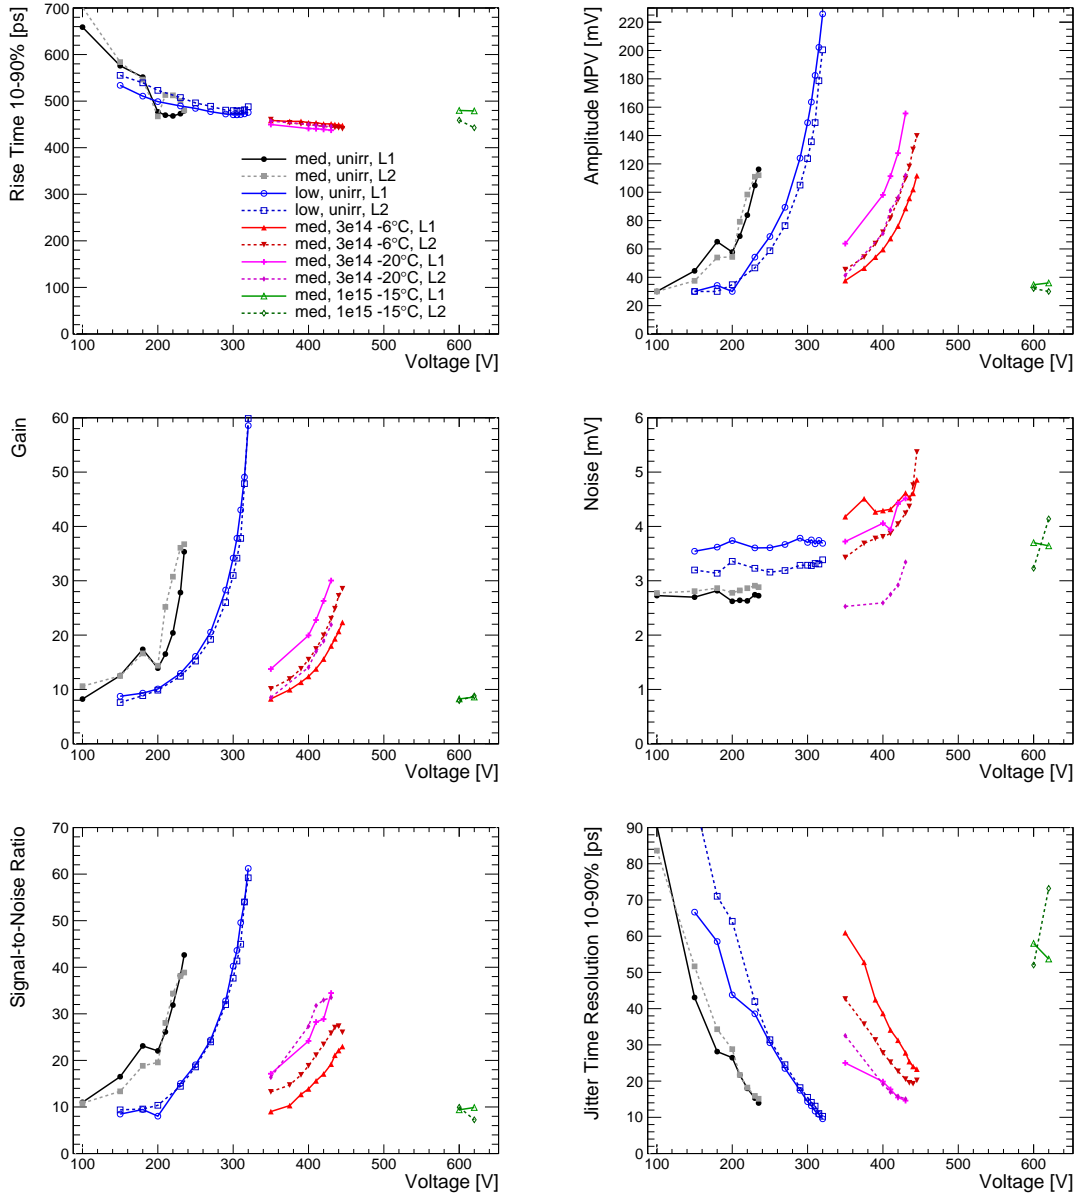 Rise Time 10-90% [ps]
700
600
500
400
300
200
100
0
100 200 300 400 500 600
Voltage [V]
med, unirr, L1
med, unirr, L2
low, unirr, L1
low, unirr, L2
med, 3e14 -6°C, L1
med, 3e14 -6°C, L2
med, 3e14 -20°C, L1
med, 3e14 -20°C, L2
med, 1e15 -15°C, L1
med, 1e15 -15°C, L2
Amplitude MPV [mV]
220
200
180
160
140
120
100
80
60
40
20
0
100 200 300 400 500 600
Voltage [V]
Gain
60
50
40
30
20
10
0
100 200 300 400 500 600
Voltage [V]
Noise [mV]
6
5
4
3
2
1
0
100 200 300 400 500 600
Voltage [V]
Signal-to-Noise Ratio
70
60
50
40
30
20
10
0
100 200 300 400 500 600
Voltage [V]
Jitter Time Resolution 10-90% [ps]
90
80
70
60
50
40
30
20
10
0
100 200 300 400 500 600
Voltage [V]